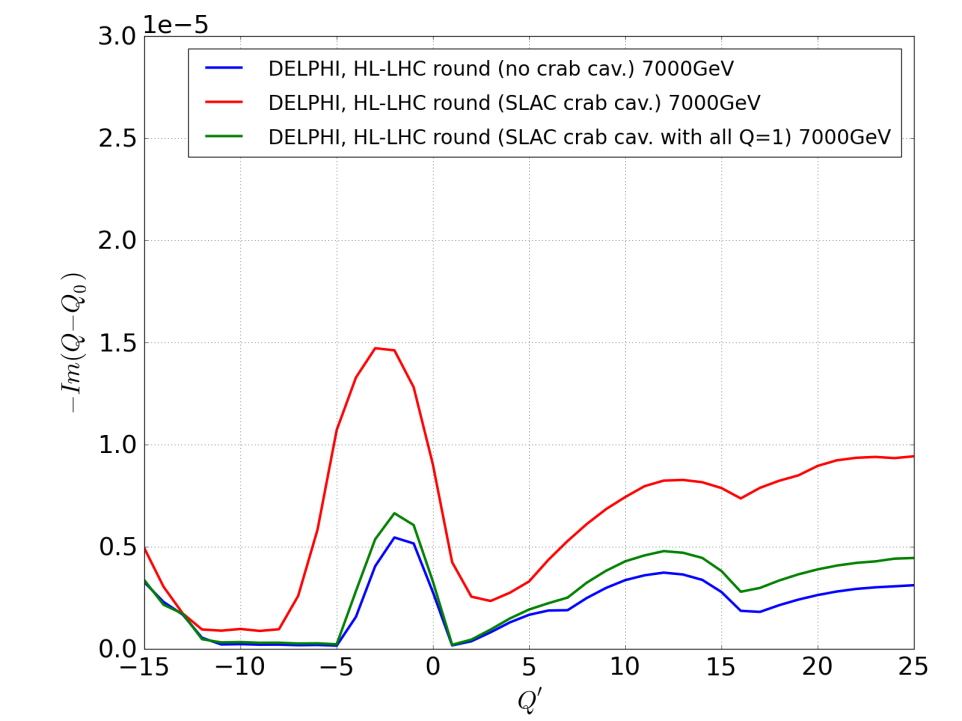 1e−5
3.0
2.5
2.0
1.5
1.0
0.5
0.0
−Im(Q−Q₀)
DELPHI, HL-LHC round (no crab cav.) 7000GeV
DELPHI, HL-LHC round (SLAC crab cav.) 7000GeV
DELPHI, HL-LHC round (SLAC crab cav. with all Q=1) 7000GeV
−15 −10 −5 0 5 10 15 20 25
Q′